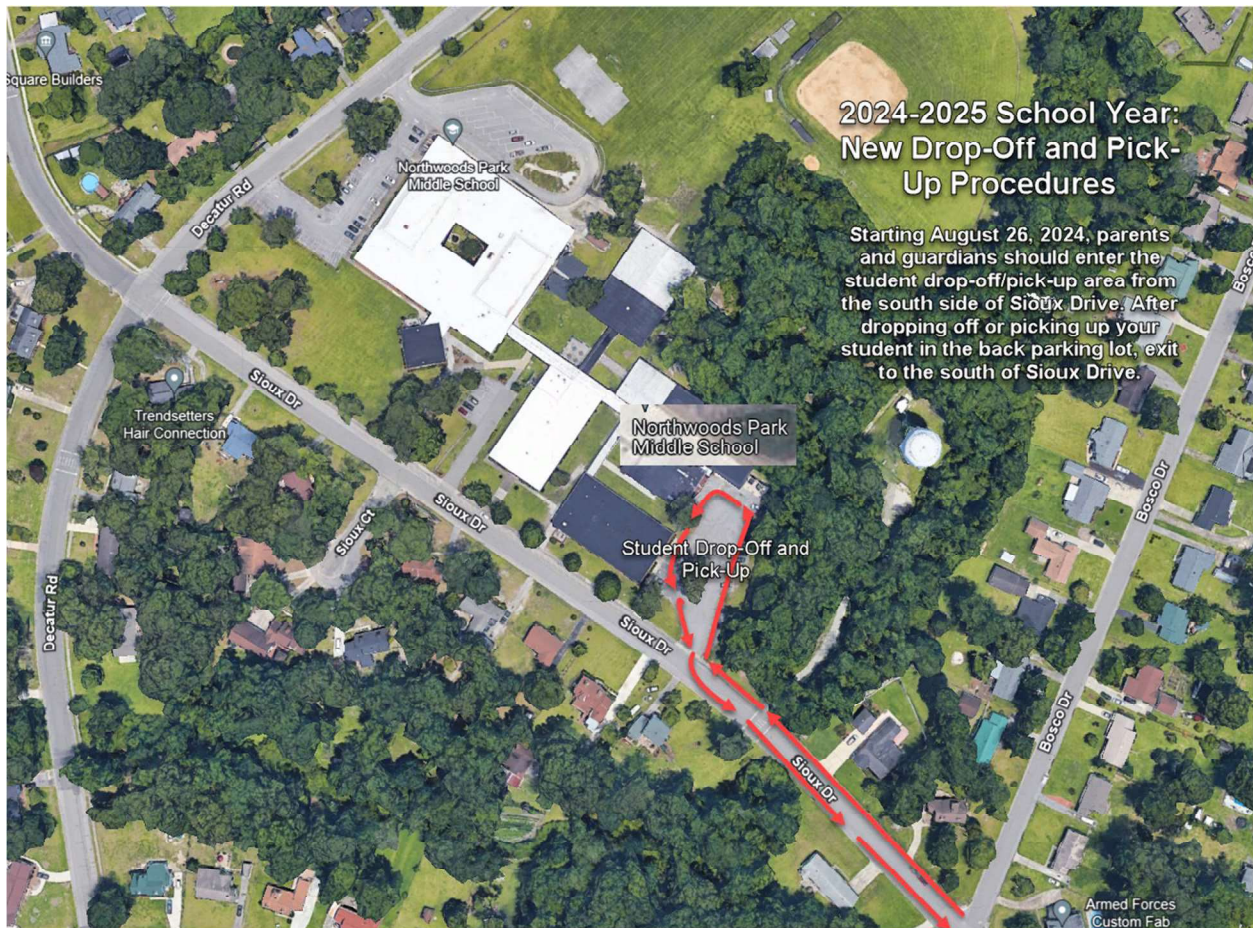 Square Builders
Northwoods Park
Middle School
Decatur Rd
2024-2025 School Year:
New Drop-Off and Pick-
Up Procedures
Starting August 26, 2024, parents
and guardians should enter the
student drop-off/pick-up area from
the south side of Sioux Drive. After
dropping off or picking up your
student in the back parking lot, exit
to the south of Sioux Drive.
Trendsetters
Hair Connection
Sioux Dr
Northwoods Park
Middle School
Sioux Dr
Sioux Ct
Bosco Dr
Student Drop-Off and
Pick-Up
Decatur Rd
Sioux Dr
Bosco Dr
Sioux Dr
Armed Forces
Custom Fab